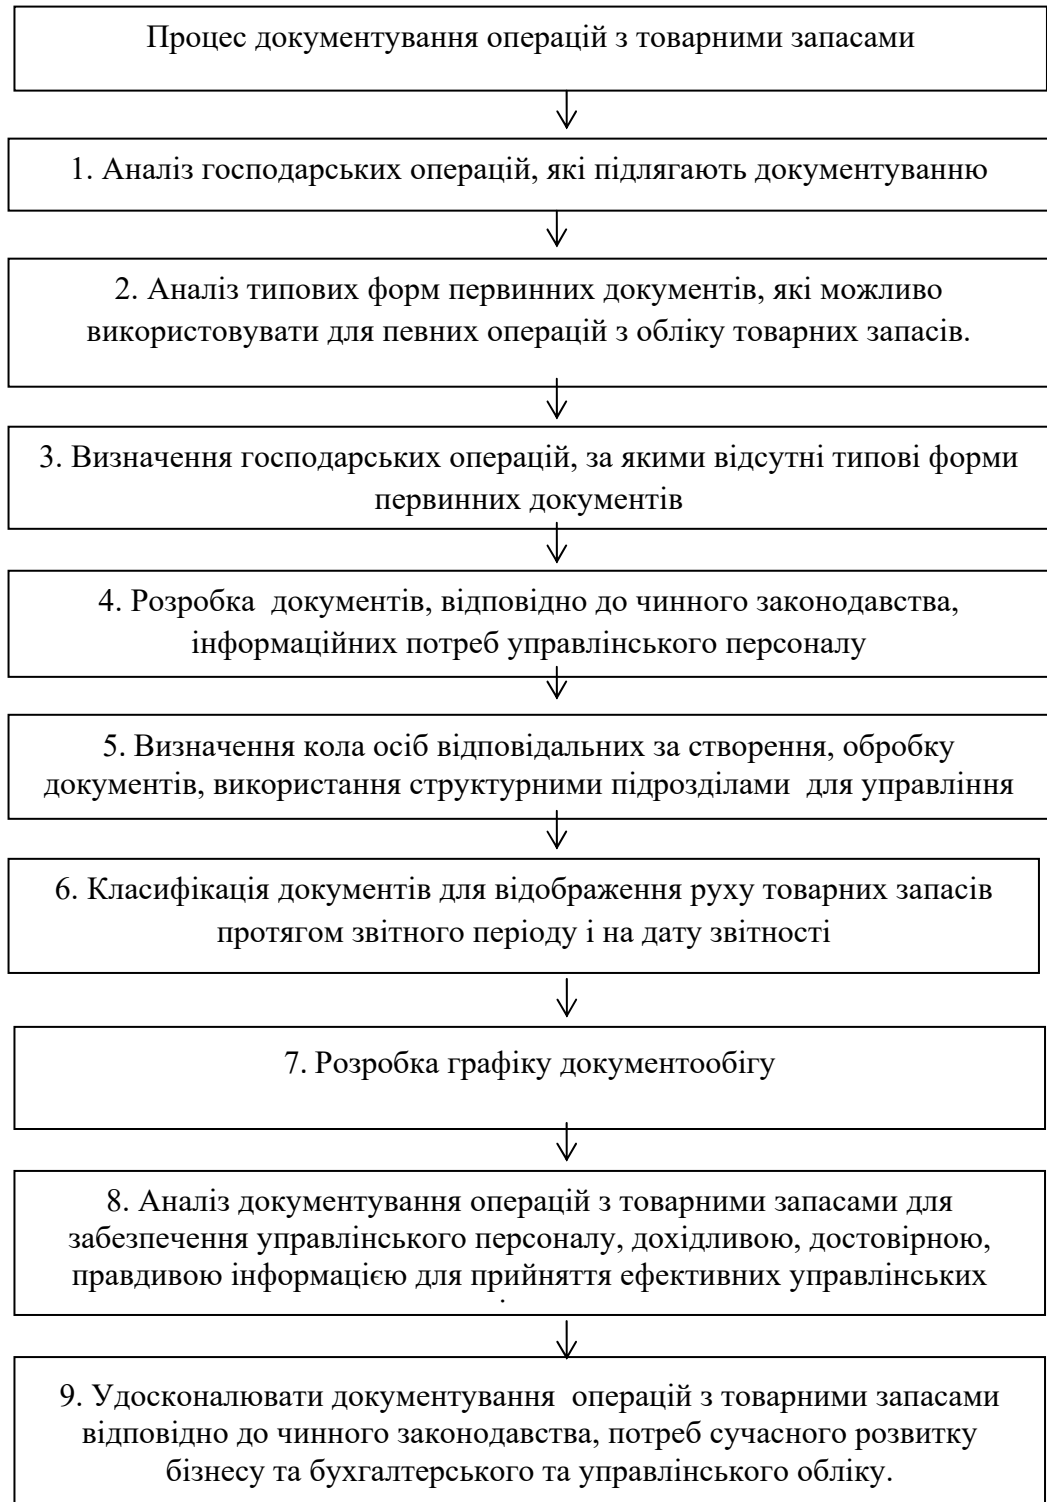 Процес документування операцій з товарними запасами
1. Аналіз господарських операцій, які підлягають документуванню
2. Аналіз типових форм первинних документів, які можливо
використовувати для певних операцій з обліку товарних запасів.
3. Визначення господарських операцій, за якими відсутні типові форми
первинних документів
4. Розробка  документів, відповідно до чинного законодавства,
інформаційних потреб управлінського персоналу
5. Визначення кола осіб відповідальних за створення, обробку
документів, використання структурними підрозділами  для управління
6. Класифікація документів для відображення руху товарних запасів
протягом звітного періоду і на дату звітності
7. Розробка графіку документообігу
8. Аналіз документування операцій з товарними запасами для
забезпечення управлінського персоналу, дохідливою, достовірною,
правдивою інформацією для прийняття ефективних управлінських
9. Удосконалювати документування  операцій з товарними запасами
відповідно до чинного законодавства, потреб сучасного розвитку
бізнесу та бухгалтерського та управлінського обліку.